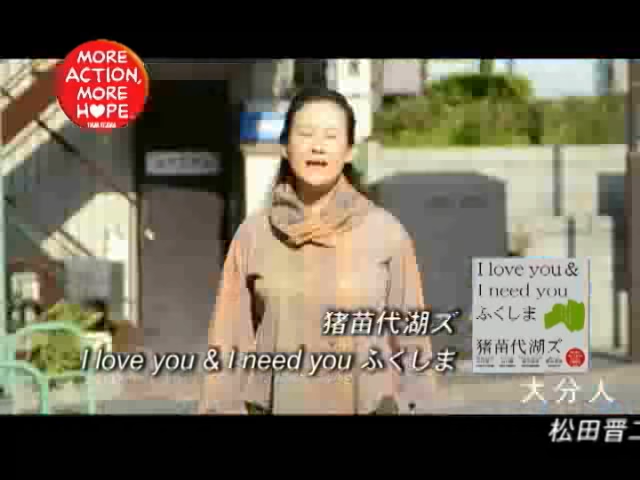 MORE
ACTION,
MORE
HOPE
猪苗代湖ズ
I love you & I need you ふくしま
I love you &
I need you
ふくしま
猪苗代湖ズ
大分人
松田晋二